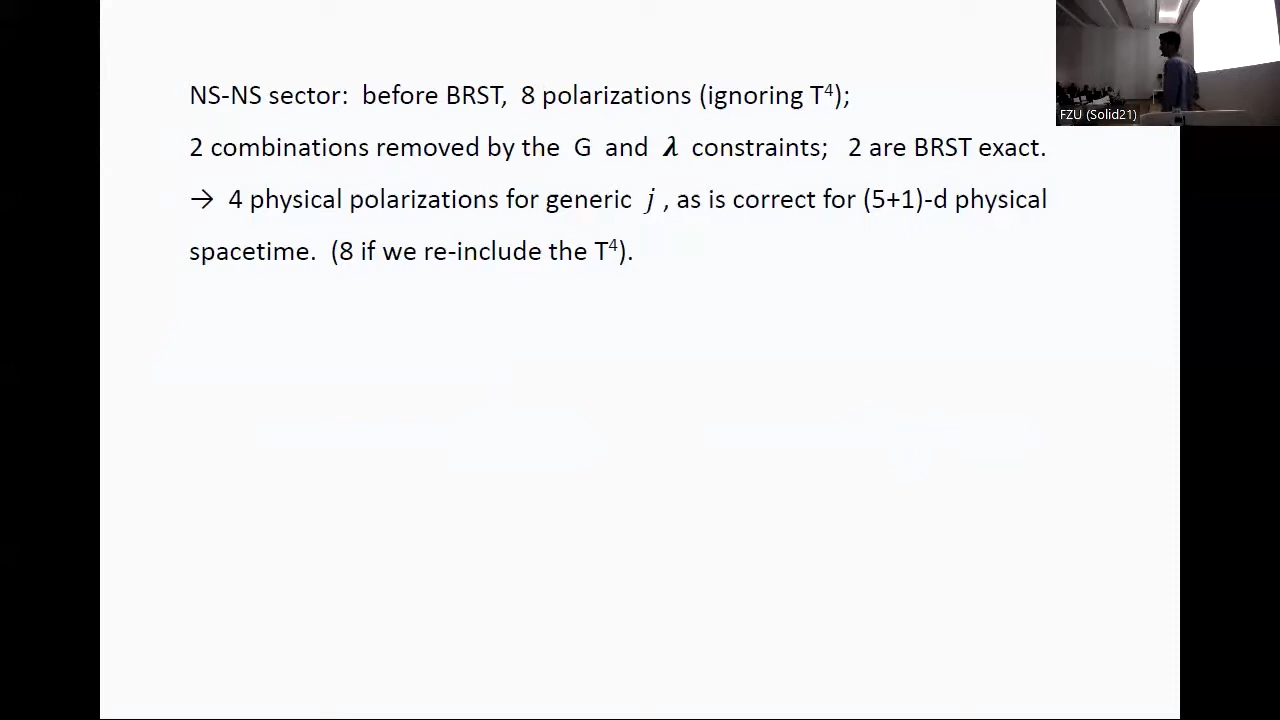 NS-NS sector: before BRST, 8 polarizations (ignoring T⁴);
2 combinations removed by the G and λ constraints; 2 are BRST exact.
→ 4 physical polarizations for generic j , as is correct for (5+1)-d physical
spacetime. (8 if we re-include the T⁴).
FZU (Solid21)